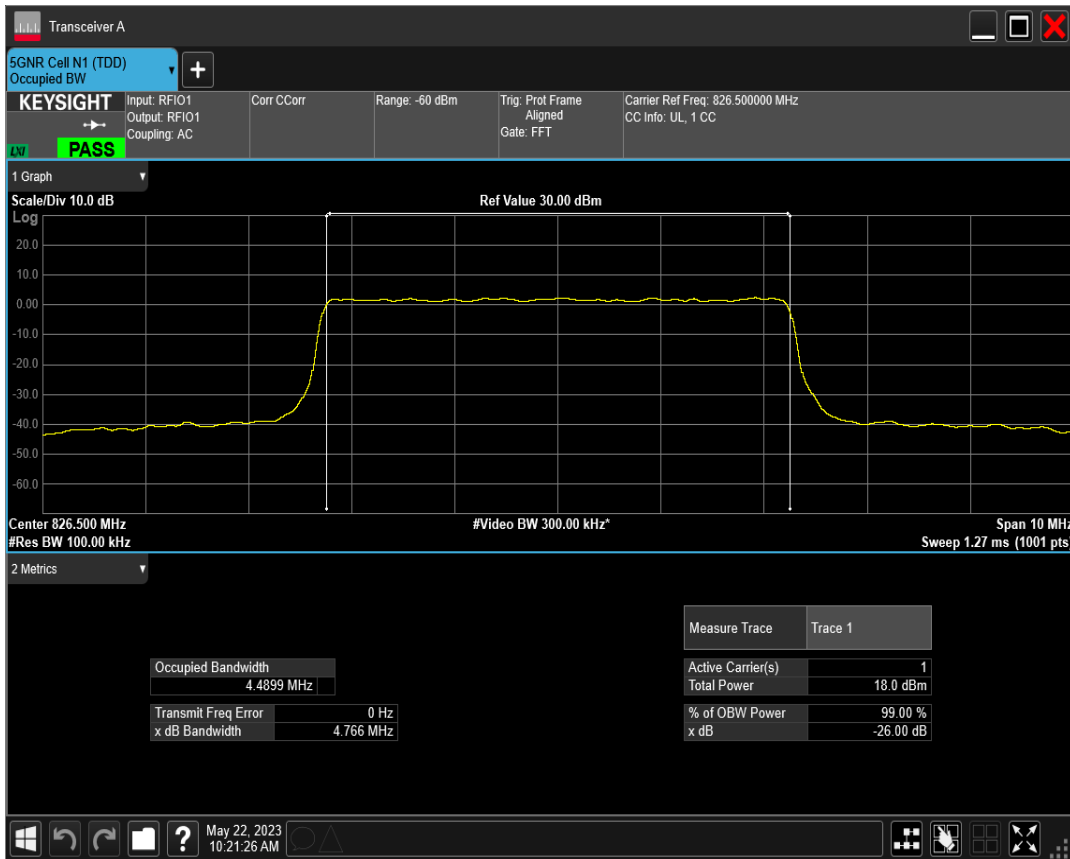 Transceiver A
5GNR Cell N1 (TDD)
Occupied BW
KEYSIGHT
LXI
PASS
Input: RFIO1
Output: RFIO1
Coupling: AC
Corr CCorr
Range: -60 dBm
Trig: Prot Frame
Aligned
Gate: FFT
Carrier Ref Freq: 826.500000 MHz
CC Info: UL, 1 CC
1 Graph
Scale/Div 10.0 dB
Ref Value 30.00 dBm
Log
20.0
10.0
0.00
-10.0
-20.0
-30.0
-40.0
-50.0
-60.0
Center 826.500 MHz
#Video BW 300.00 kHz*
Span 10 MHz
#Res BW 100.00 kHz
Sweep 1.27 ms (1001 pts)
2 Metrics
Measure Trace Trace 1
Occupied Bandwidth
4.4899 MHz
Active Carrier(s) 1
Total Power 18.0 dBm
Transmit Freq Error 0 Hz
x dB Bandwidth 4.766 MHz
% of OBW Power 99.00 %
x dB -26.00 dB
May 22, 2023
10:21:26 AM